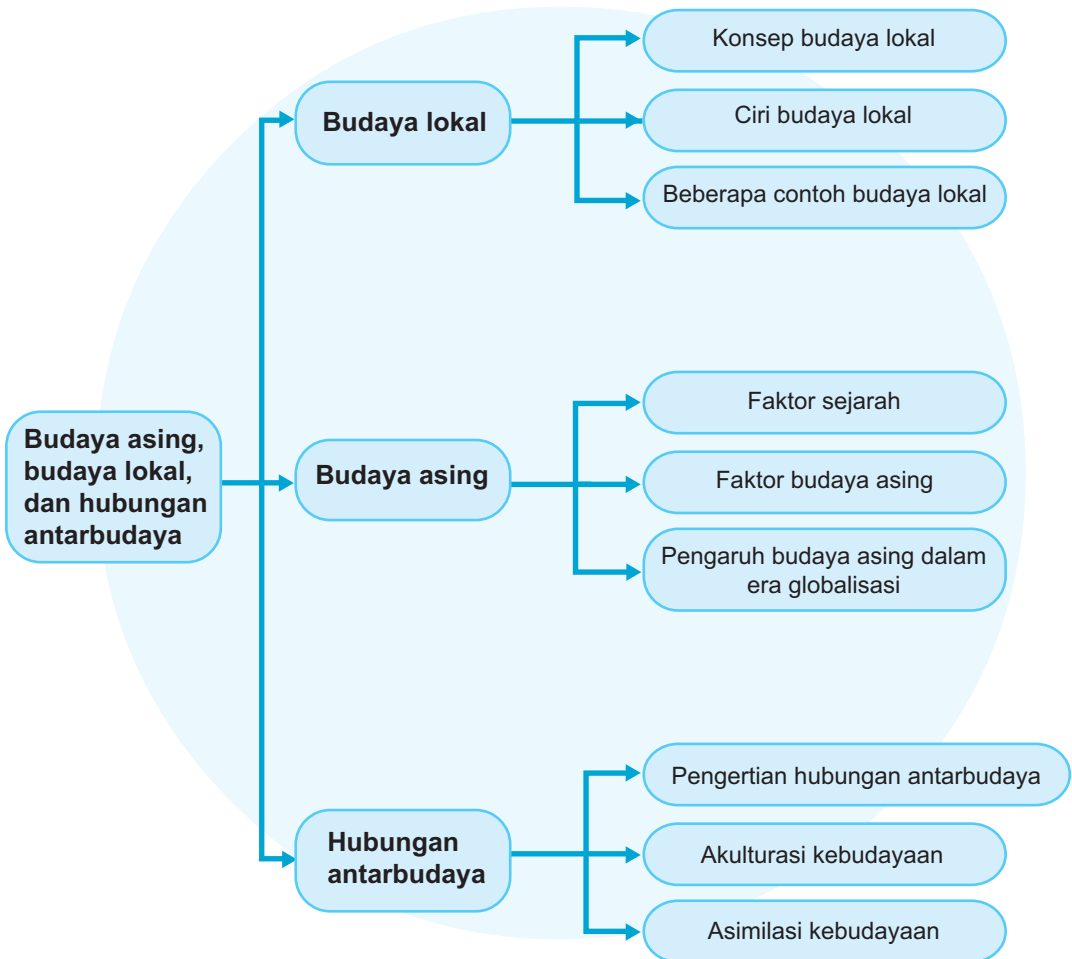 Budaya asing,
budaya lokal,
dan hubungan
antarbudaya
Budaya lokal
Konsep budaya lokal
Ciri budaya lokal
Beberapa contoh budaya lokal
Budaya asing
Faktor sejarah
Faktor budaya asing
Pengaruh budaya asing dalam
era globalisasi
Hubungan
antarbudaya
Pengertian hubungan antarbudaya
Akulturasi kebudayaan
Asimilasi kebudayaan